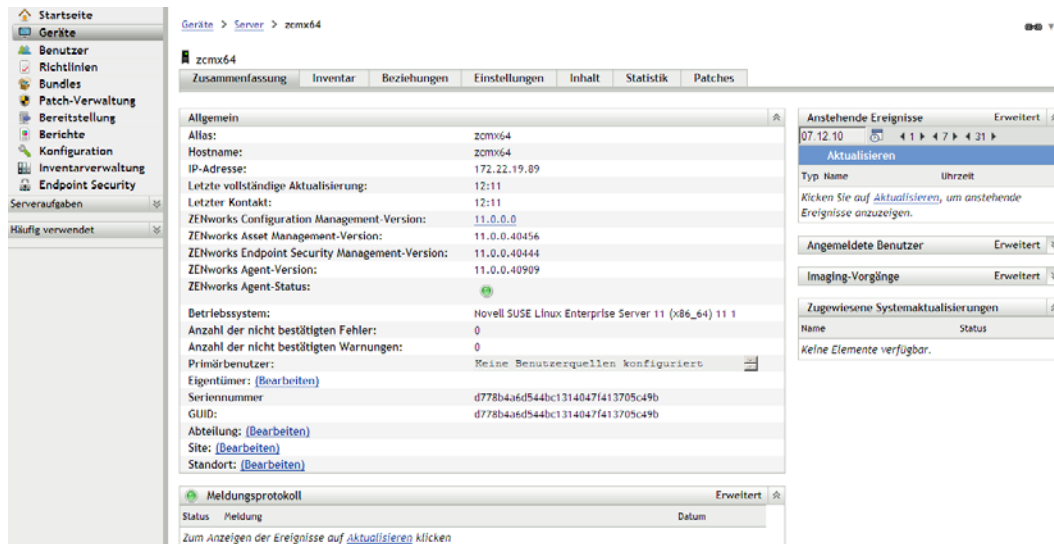 Startseite
Geräte
Benutzer
Richtlinien
Bundles
Patch-Verwaltung
Bereitstellung
Berichte
Konfiguration
Inventarverwaltung
Endpoint Security
Serveraufgaben
Häufig verwendet
Geräte > Server > zcmx64
zcmx64
Zusammenfassung Inventar Beziehungen Einstellungen Inhalt Statistik Patches
Allgemein
Alias: zcmx64
Hostname: zcmx64
IP-Adresse: 172.22.19.89
Letzte vollständige Aktualisierung: 12:11
Letzter Kontakt: 12:11
ZENworks Configuration Management-Version: 11.0.0.0
ZENworks Asset Management-Version: 11.0.0.40456
ZENworks Endpoint Security Management-Version: 11.0.0.40444
ZENworks Agent-Version: 11.0.0.40909
ZENworks Agent-Status:
Betriebssystem: Novell SUSE Linux Enterprise Server 11 (x86_64) 11 1
Anzahl der nicht bestätigten Fehler: 0
Anzahl der nicht bestätigten Warnungen: 0
Primärbenutzer: Keine Benutzerquellen konfiguriert
Eigentümer: (Bearbeiten)
Seriennummer d778b4a6d544bc1314047f413705c49b
GUID: d778b4a6d544bc1314047f413705c49b
Abteilung: (Bearbeiten)
Site: (Bearbeiten)
Standort: (Bearbeiten)
Meldungsprotokoll Erweitert
Status Meldung Datum
Zum Anzeigen der Ereignisse auf Aktualisieren klicken
Anstehende Ereignisse Erweitert
07.12.10 1 7 31
Aktualisieren
Typ Name Uhrzeit
Kicken Sie auf Aktualisieren, um anstehende
Ereignisse anzuzeigen.
Angemeldete Benutzer Erweitert
Imaging-Vorgänge Erweitert
Zugewiesene Systemaktualisierungen
Name Status
Keine Elemente verfügbar.